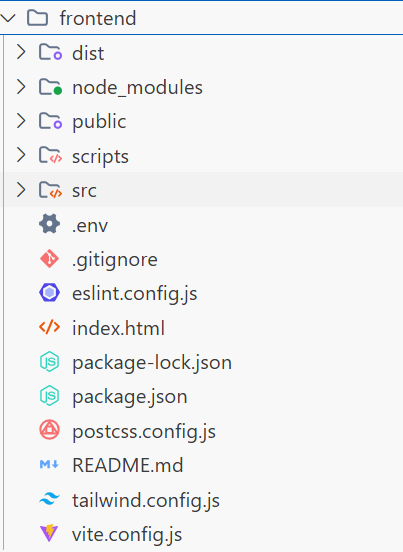 frontend
dist
node_modules
public
scripts
src
.env
.gitignore
eslint.config.js
index.html
package-lock.json
package.json
postcss.config.js
README.md
tailwind.config.js
vite.config.js